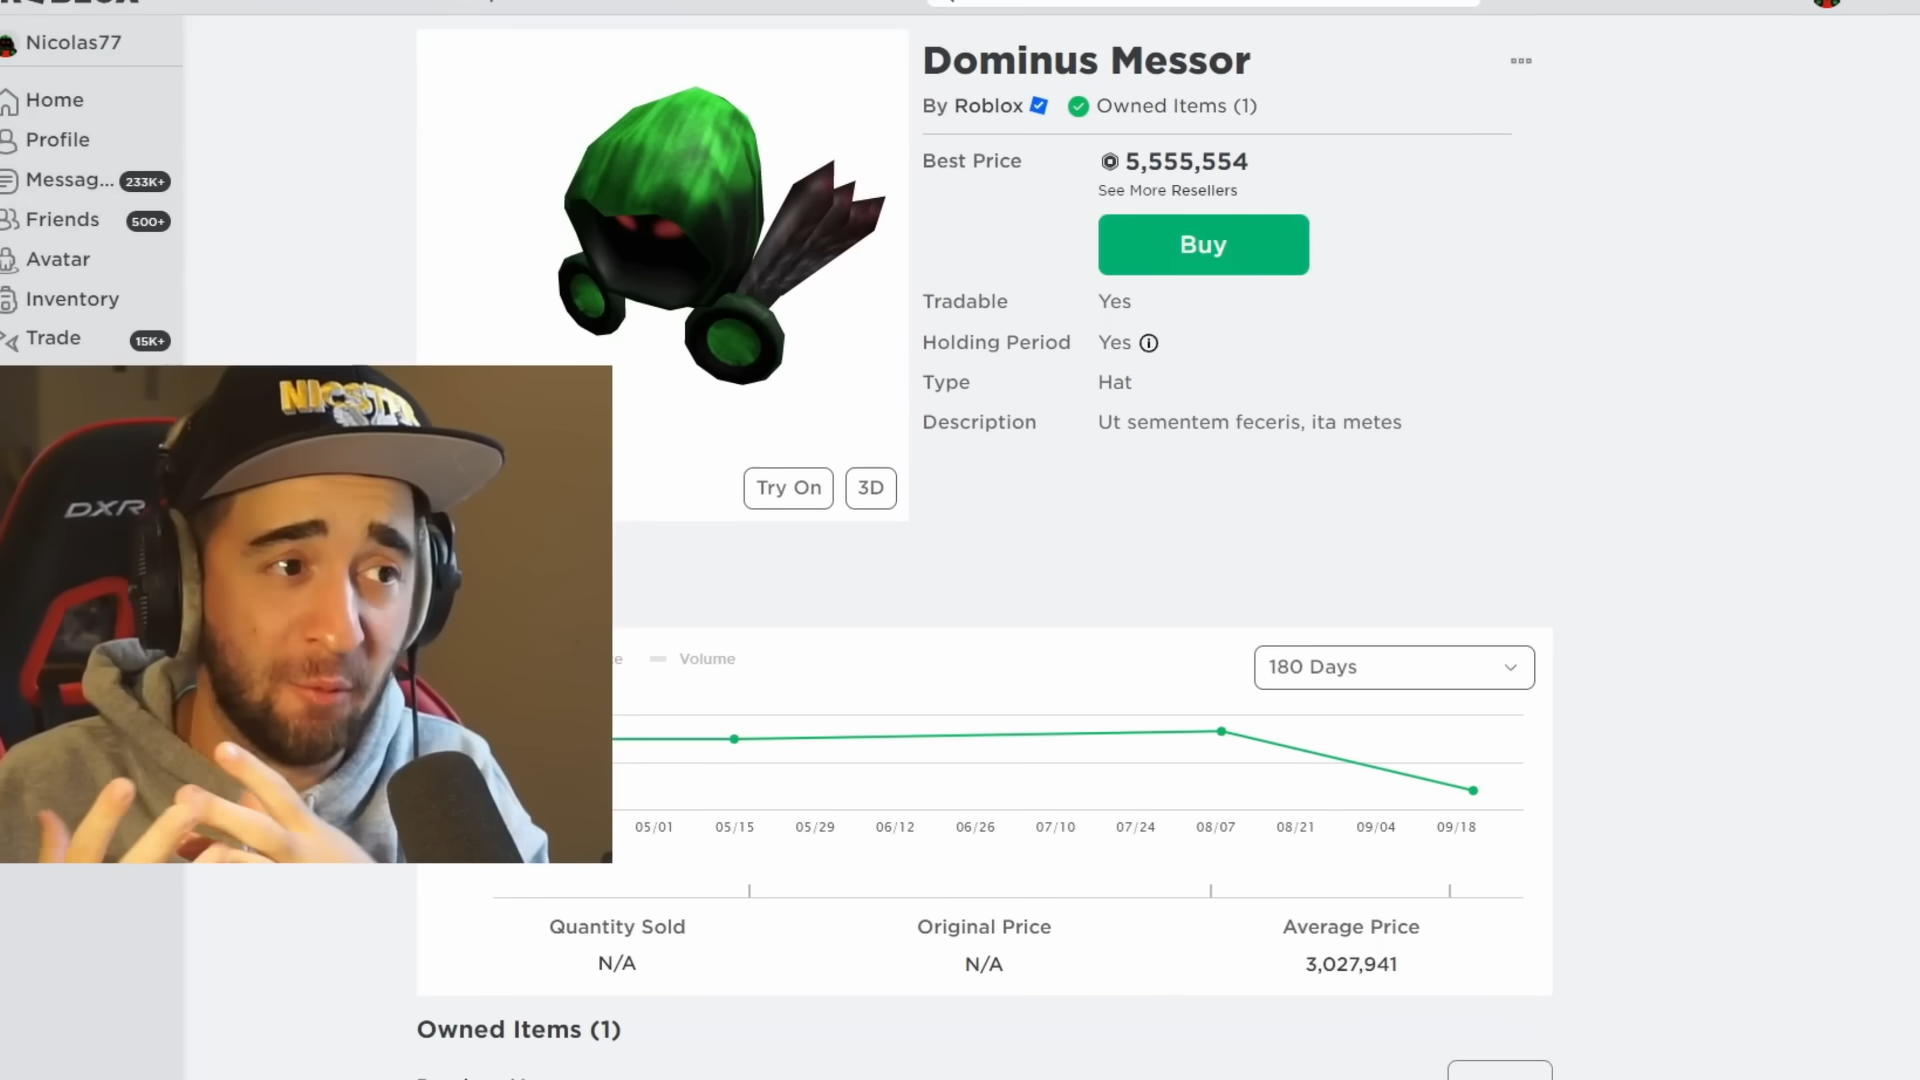 Nicolas77
Home
Profile
Messag... 233K+
Friends 500+
Avatar
Inventory
Trade 15K+
Dominus Messor
By Roblox Owned Items (1)
Best Price 5,555,554
See More Resellers
Buy
Tradable Yes
Holding Period Yes
Type Hat
Description Ut sementem feceris, ita metes
Try On 3D
DXR
Volume
180 Days
05/01 05/15 05/29 06/12 06/26 07/10 07/24 08/07 08/21 09/04 09/18
Quantity Sold Original Price Average Price
N/A N/A 3,027,941
Owned Items (1)